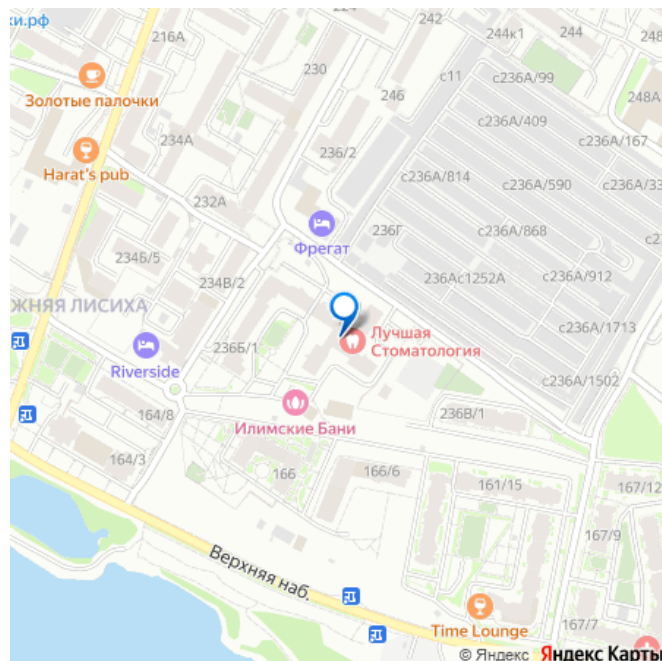 ки.рф
224
242
244к1
244
216А
230
с11
с236А/99
246
248А
Золотые палочки
с236А/409
234А
236/2
с236А/167
Harat's pub
с236А/814
с236А/590
с236А/33
232А
236Г
с236А/868
Фрегат
234Б/5
234В/2
236Ас1252А
с236А/912
ЖНЯЯ ЛИСИХА
с236А/1713
Лучшая
Стоматология
236Б/1
Riverside
с236А/1502
164/8
236В/1
Илимские Бани
164/3
166
166/6
161/15
167/12
167/9
Верхняя наб.
Time Lounge
167/7
© Яндекс Яндекс Карты